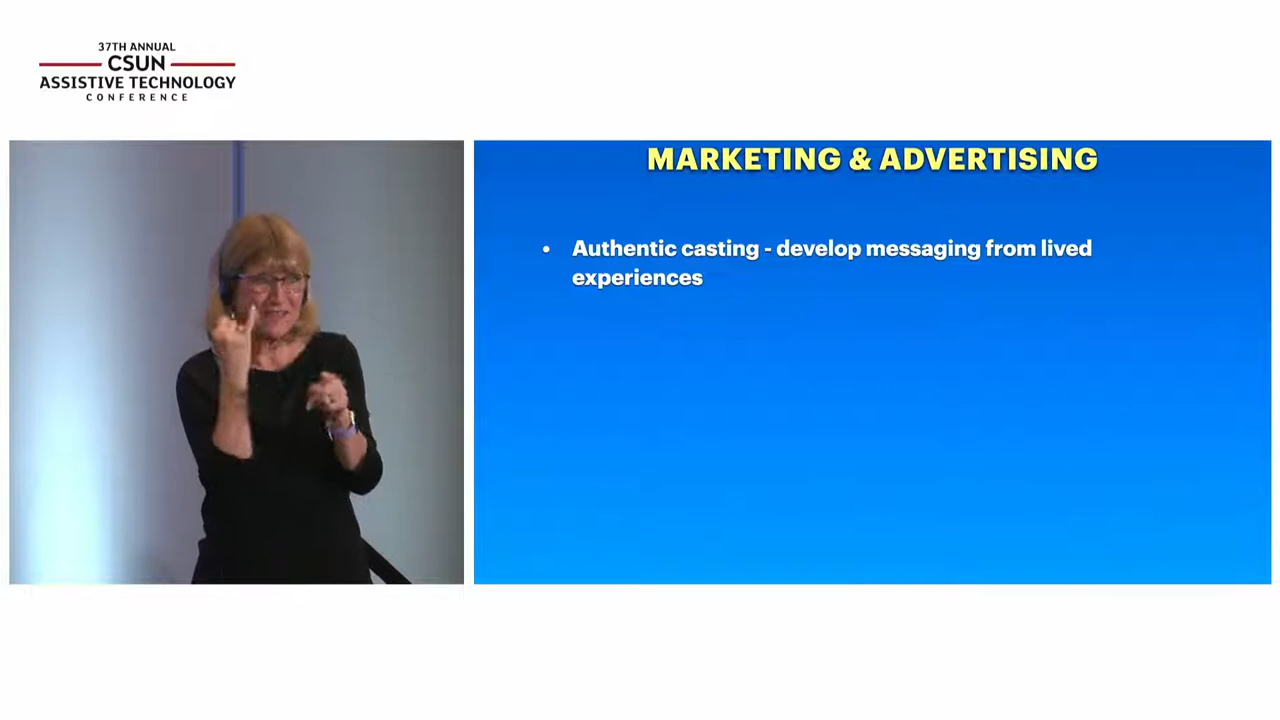 37TH ANNUAL
CSUN
ASSISTIVE TECHNOLOGY
CONFERENCE
MARKETING & ADVERTISING
• Authentic casting - develop messaging from lived
experiences